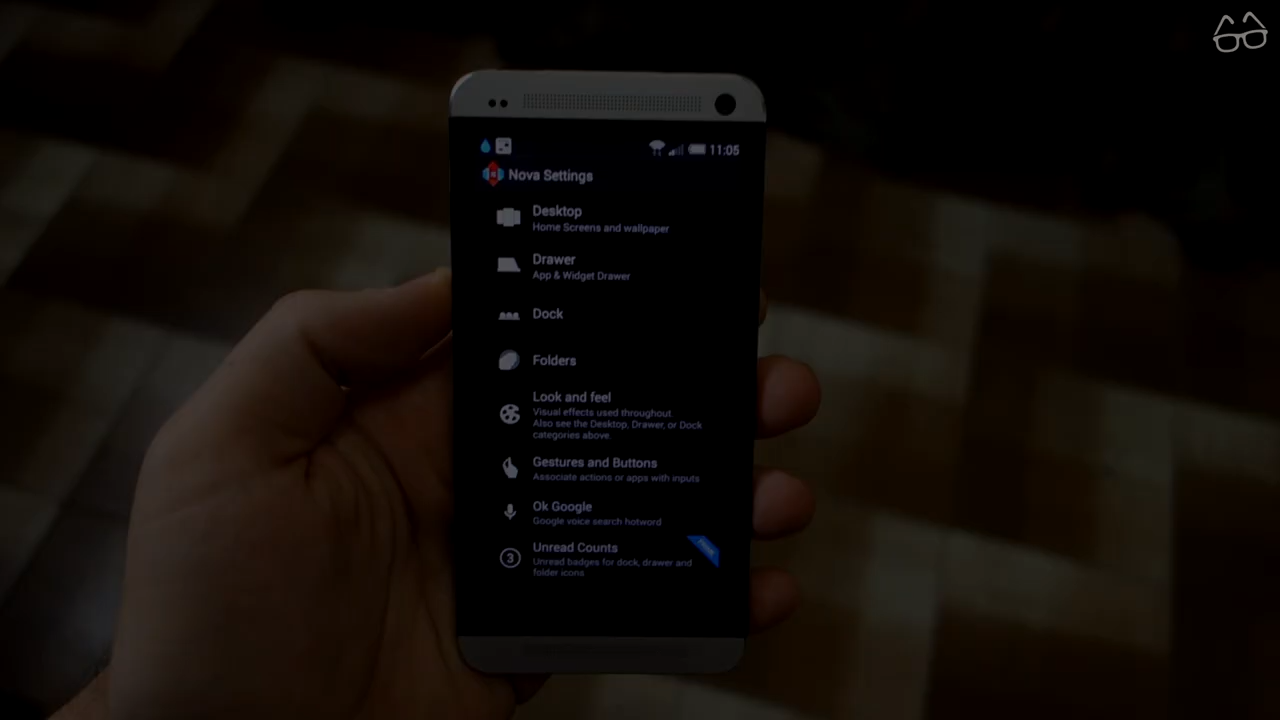 11:05
Nova Settings
Desktop
Home Screens and wallpaper
Drawer
App & Widget Drawer
Dock
Folders
Look and feel
Visual effects used throughout.
Also see the Desktop, Drawer, or Dock
categories above.
Gestures and Buttons
Associate actions or apps with inputs
Ok Google
Google voice search hotword
3
Unread Counts
PRIME
Unread badges for dock, drawer and
folder icons